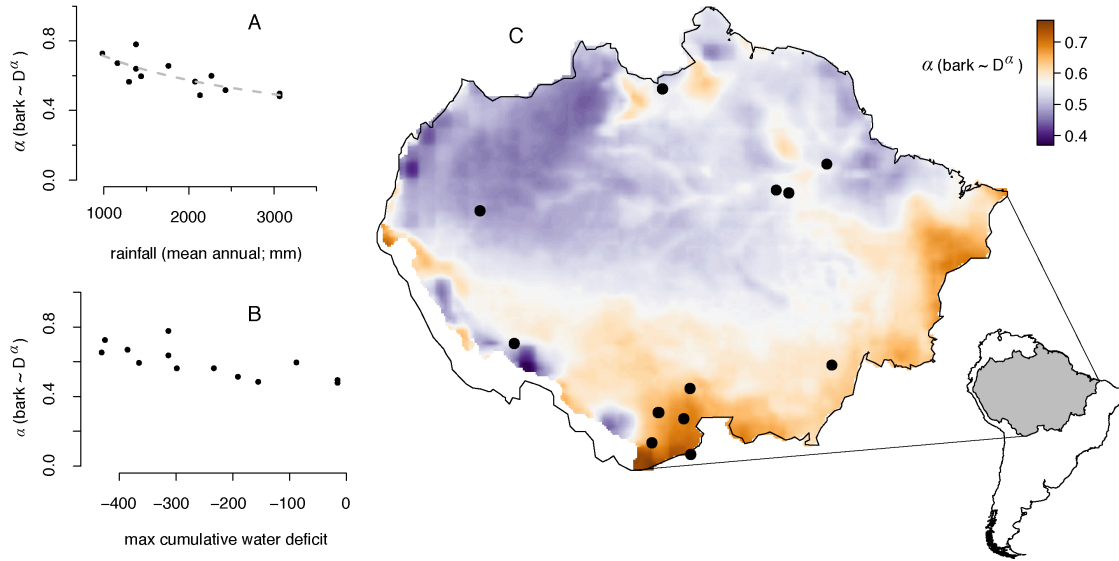 A
α (bark ~ D^α)
0.8
0.4
0.0
1000 2000 3000
rainfall (mean annual; mm)
B
α (bark ~ D^α)
0.8
0.4
0.0
−400 −300 −200 −100 0
max cumulative water deficit
C
α (bark ~ D^α)
0.7
0.6
0.5
0.4